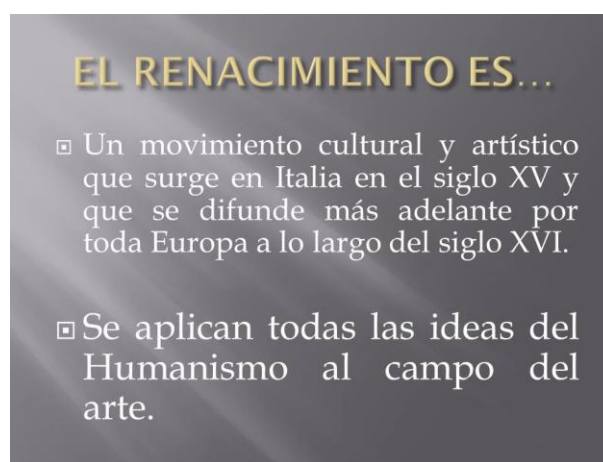 EL RENACIMIENTO ES…
Un movimiento cultural y artístico
que surge en Italia en el siglo XV y
que se difunde más adelante por
toda Europa a lo largo del siglo XVI.
Se aplican todas las ideas del
Humanismo al campo del
arte.